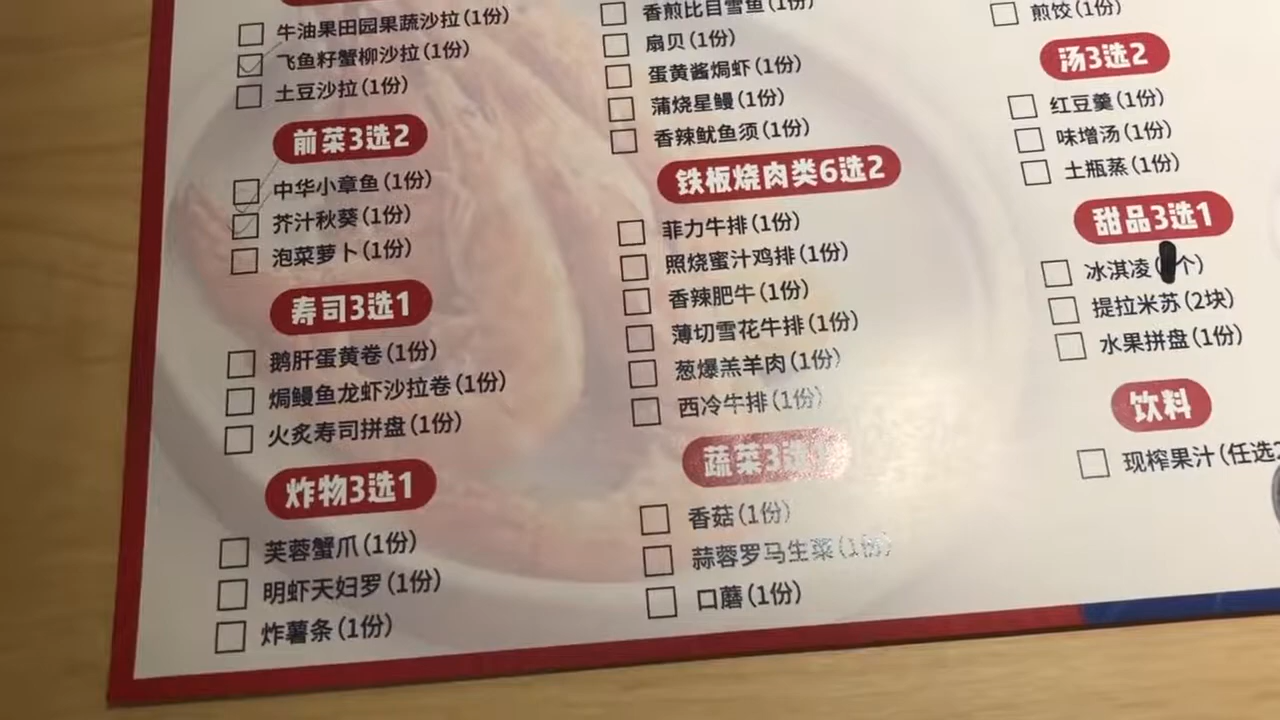 牛油果田园果蔬沙拉(1份)
飞鱼籽蟹柳沙拉(1份)
土豆沙拉(1份)
前菜3选2
中华小章鱼(1份)
芥汁秋葵(1份)
泡菜萝卜(1份)
寿司3选1
鹅肝蛋黄卷(1份)
焗鳗鱼龙虾沙拉卷(1份)
火炙寿司拼盘(1份)
炸物3选1
芙蓉蟹爪(1份)
明虾天妇罗(1份)
炸薯条(1份)
香煎比目雪鱼(1份)
扇贝(1份)
蛋黄酱焗虾(1份)
蒲烧星鳗(1份)
香辣鱿鱼须(1份)
铁板烧肉类6选2
菲力牛排(1份)
照烧蜜汁鸡排(1份)
香辣肥牛(1份)
薄切雪花牛排(1份)
葱爆羔羊肉(1份)
西冷牛排(1份)
蔬菜3选
香菇(1份)
蒜蓉罗马生菜(1份)
口蘑(1份)
煎饺(1份)
汤3选2
红豆羹(1份)
味增汤(1份)
土瓶蒸(1份)
甜品3选1
冰淇凌(个)
提拉米苏(2块)
水果拼盘(1份)
饮料
现榨果汁(任选